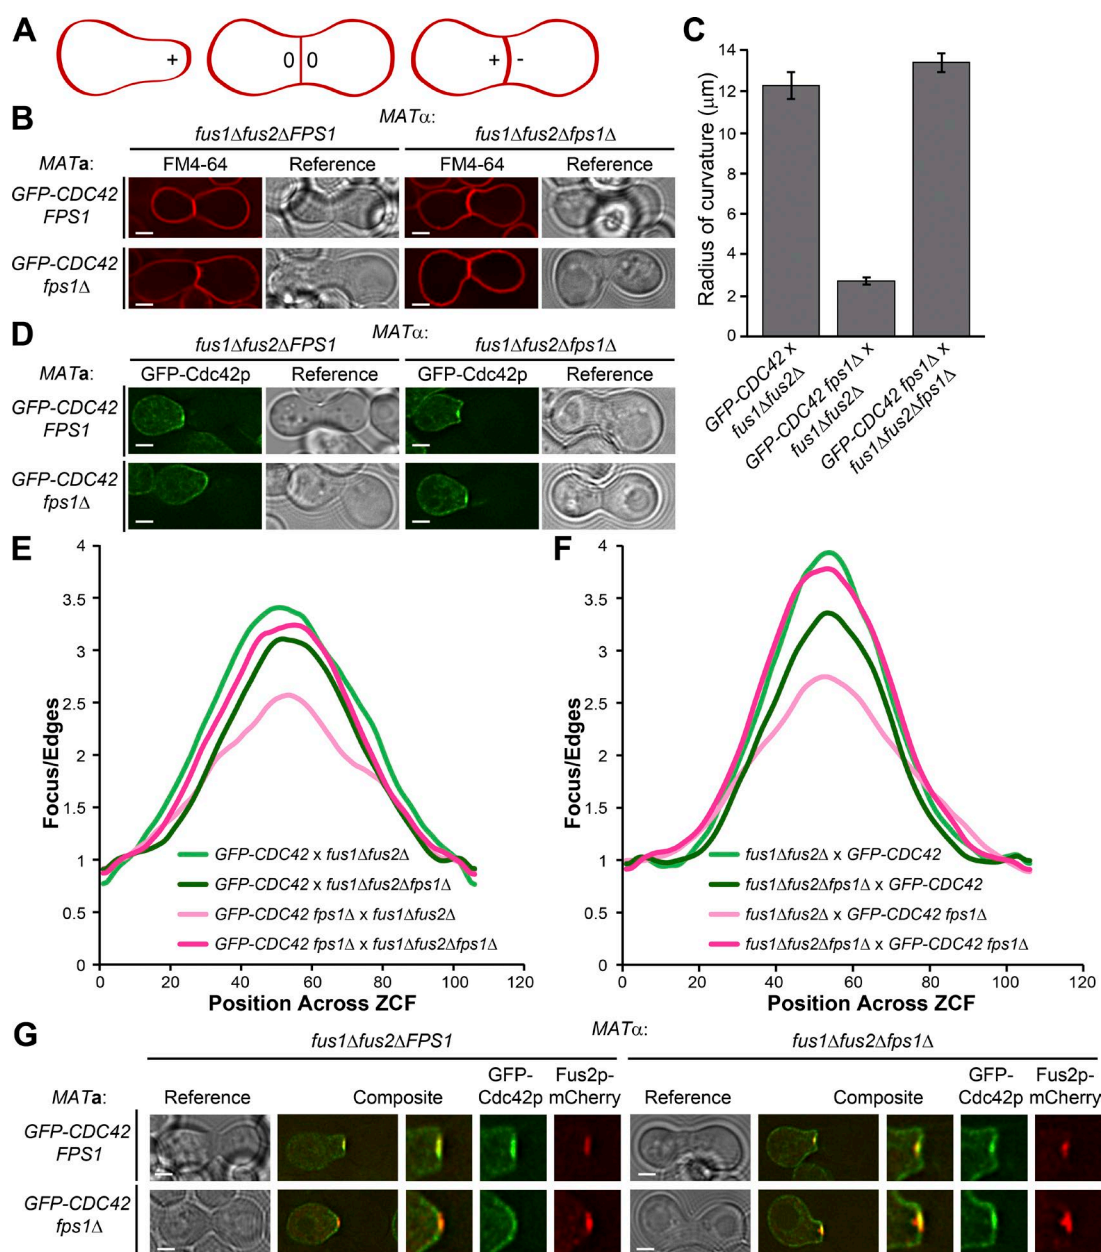 A
+
0 0
+ -
B
MATα:
fus1Δfus2ΔFPS1
fus1Δfus2Δfps1Δ
MATa:
FM4-64
Reference
FM4-64
Reference
GFP-CDC42
FPS1
GFP-CDC42
fps1Δ
C
Radius of curvature (μm)
14
12
10
8
6
4
2
0
GFP-CDC42 x
fus1Δfus2Δ
GFP-CDC42 fps1Δ x
fus1Δfus2Δ
GFP-CDC42 fps1Δ x
fus1Δfus2Δfps1Δ
D
MATα:
fus1Δfus2ΔFPS1
fus1Δfus2Δfps1Δ
MATa:
GFP-Cdc42p
Reference
GFP-Cdc42p
Reference
GFP-CDC42
FPS1
GFP-CDC42
fps1Δ
E
Focus/Edges
4
3.5
3
2.5
2
1.5
1
0.5
0
GFP-CDC42 x fus1Δfus2Δ
GFP-CDC42 x fus1Δfus2Δfps1Δ
GFP-CDC42 fps1Δ x fus1Δfus2Δ
GFP-CDC42 fps1Δ x fus1Δfus2Δfps1Δ
0 20 40 60 80 100 120
Position Across ZCF
F
Focus/Edges
4
3.5
3
2.5
2
1.5
1
0.5
0
fus1Δfus2Δ x GFP-CDC42
fus1Δfus2Δfps1Δ x GFP-CDC42
fus1Δfus2Δ x GFP-CDC42 fps1Δ
fus1Δfus2Δfps1Δ x GFP-CDC42 fps1Δ
0 20 40 60 80 100 120
Position Across ZCF
G
MATα:
fus1Δfus2ΔFPS1
fus1Δfus2Δfps1Δ
MATa:
Reference
Composite
GFP-
Cdc42p
Fus2p-
mCherry
Reference
Composite
GFP-
Cdc42p
Fus2p-
mCherry
GFP-CDC42
FPS1
GFP-CDC42
fps1Δ